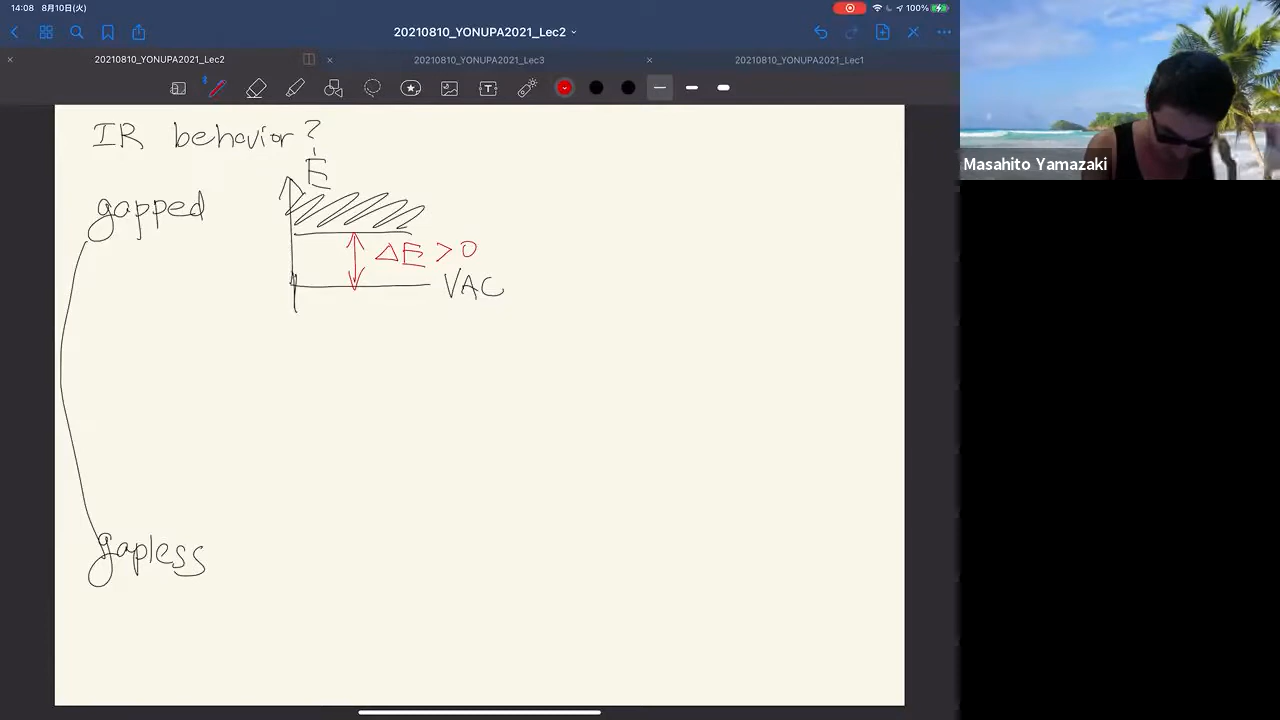 14:08 8月10日(火)
100%
20210810_YONUPA2021_Lec2
20210810_YONUPA2021_Lec2
20210810_YONUPA2021_Lec3
20210810_YONUPA2021_Lec1
Masahito Yamazaki
IR behavior?
E
gapped
ΔE > 0
VAC
gapless